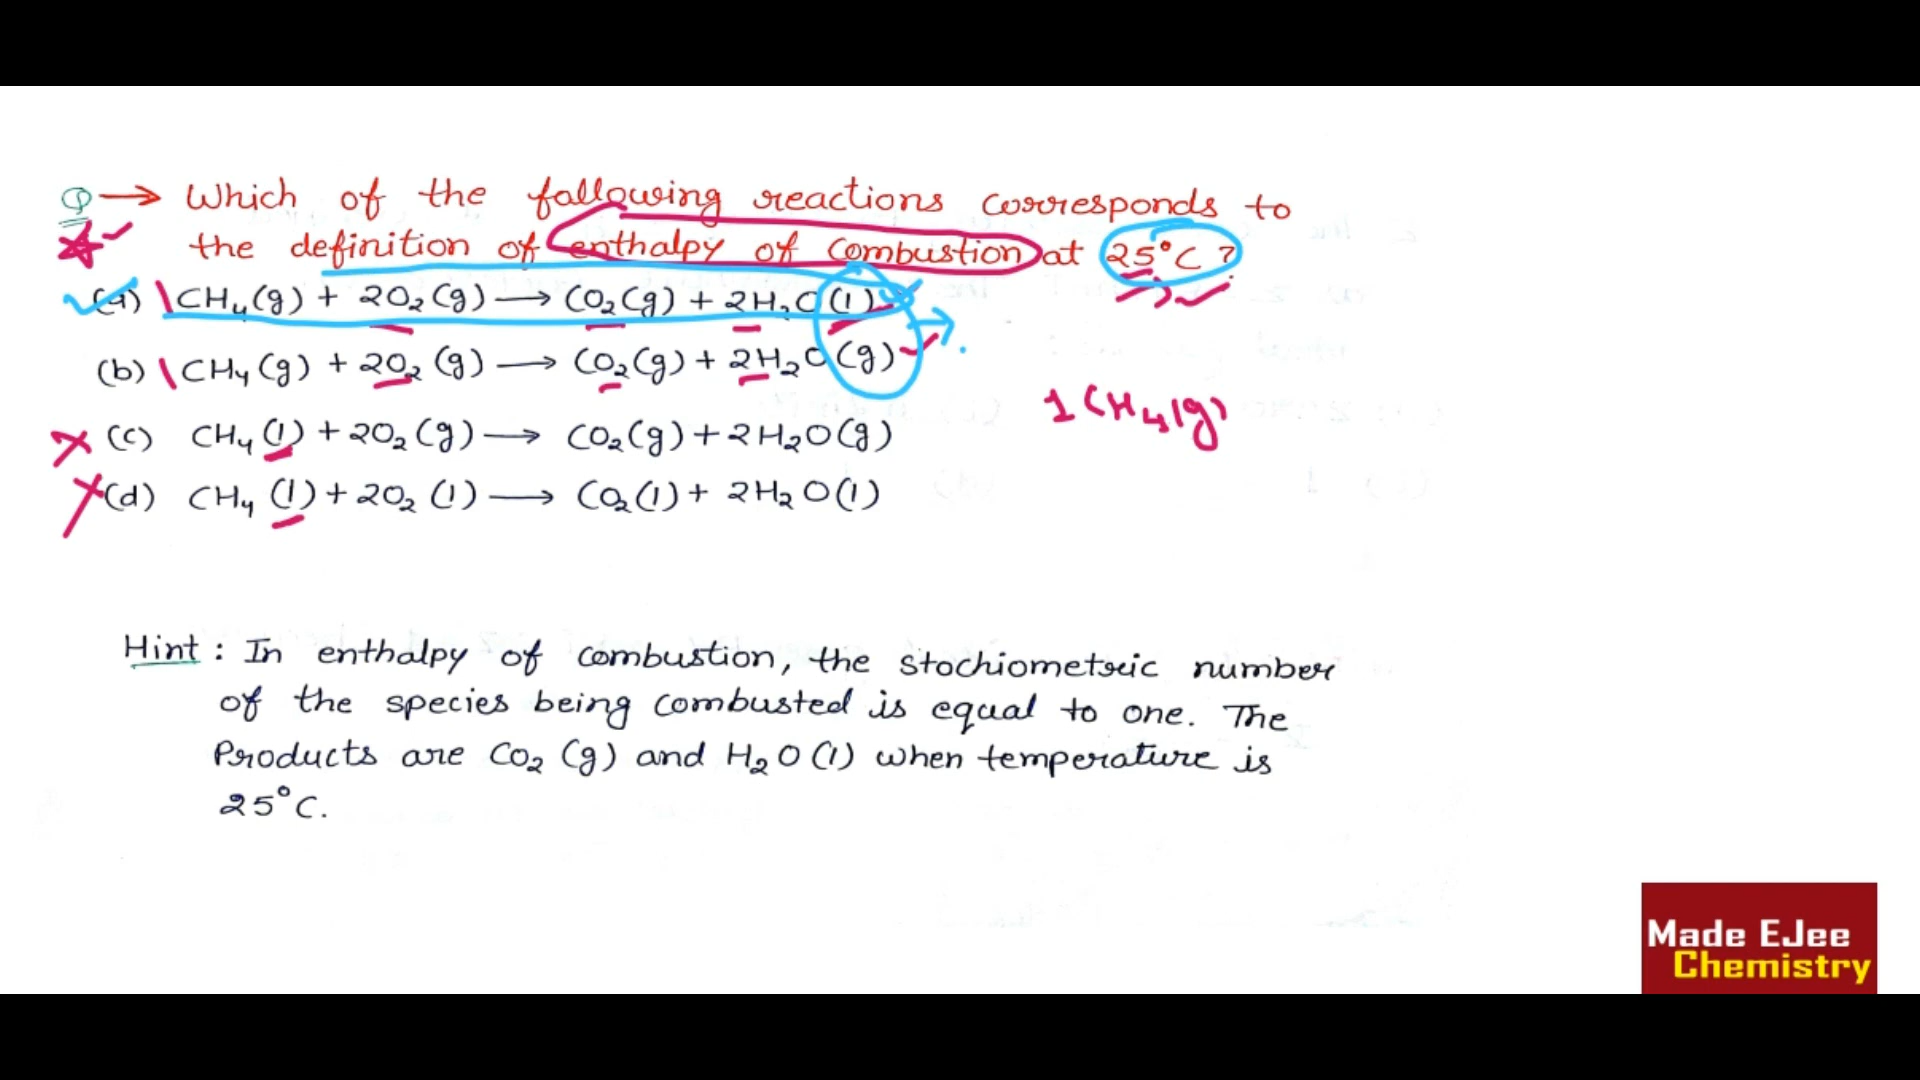 Q → Which of the following reactions corresponds to
the definition of enthalpy of combustion at 25°C ?
(a) CH₄(g) + 2O₂(g) → CO₂(g) + 2H₂O(l)
(b) CH₄(g) + 2O₂(g) → CO₂(g) + 2H₂O(g)
1 CH₄(g)
(c) CH₄(l) + 2O₂(g) → CO₂(g) + 2H₂O(g)
(d) CH₄(l) + 2O₂(l) → CO₂(l) + 2H₂O(l)
Hint : In enthalpy of combustion, the stochiometric number
of the species being combusted is equal to one. The
Products are CO₂ (g) and H₂O(l) when temperature is
25°C.
Made EJee
Chemistry